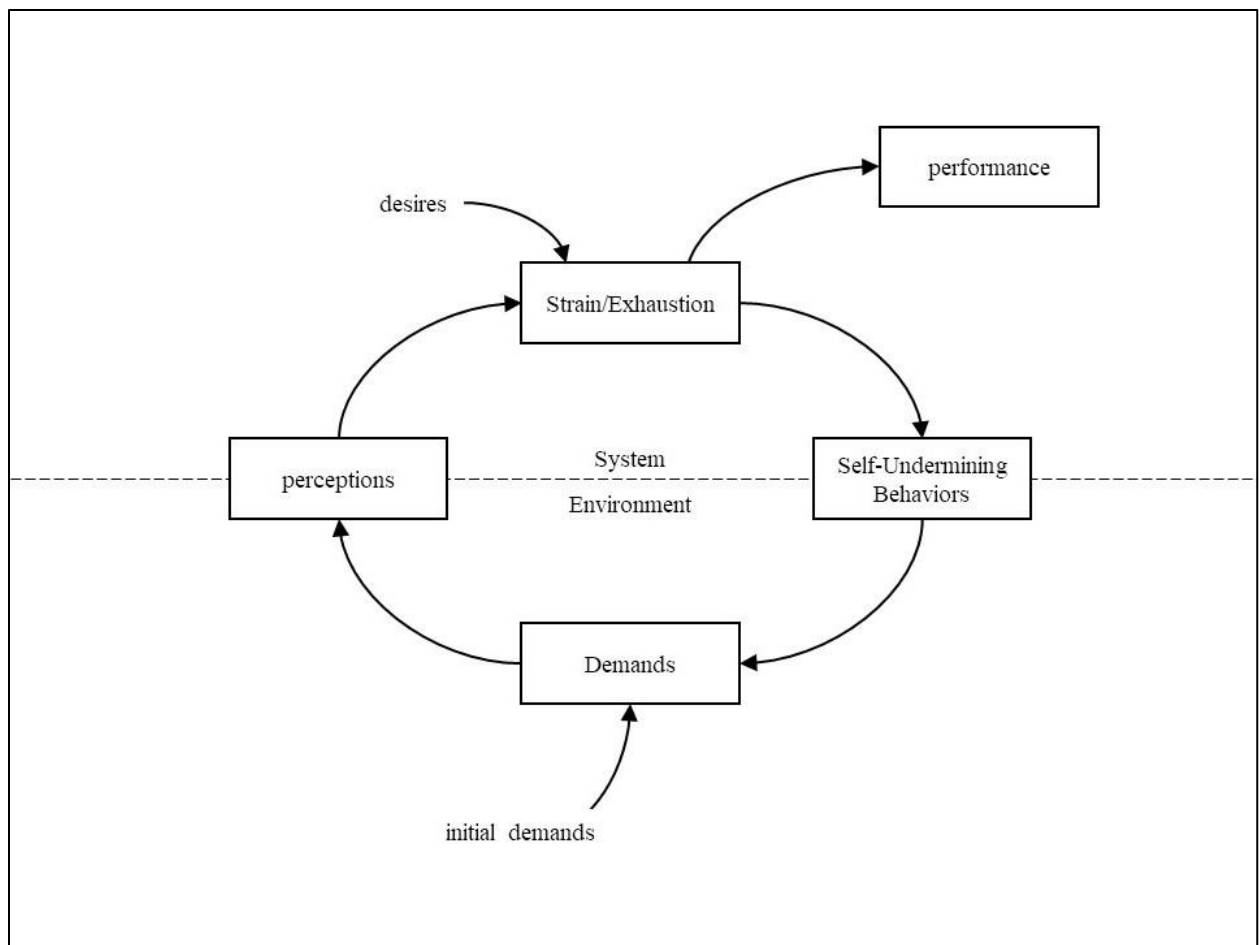 performance
desires
Strain/Exhaustion
System
perceptions
Self-Undermining
Behaviors
Environment
Demands
initial demands